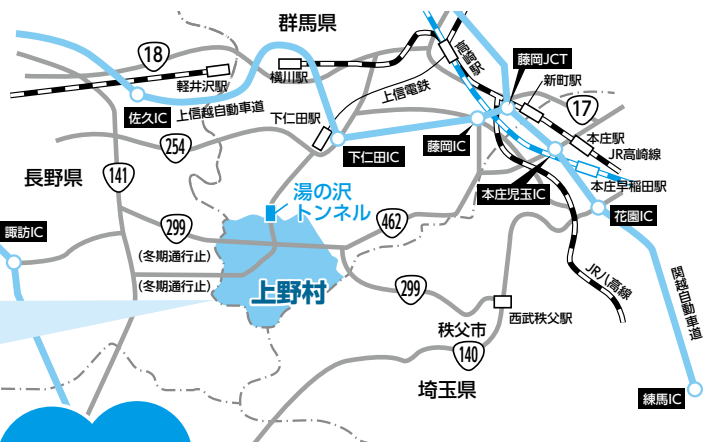 群馬県
18
横川駅
軽井沢駅
高崎駅
藤岡JCT
新町駅
17
上信越自動車道
佐久IC
下仁田駅
上信電鉄
254
下仁田IC
藤岡IC
本庄駅
JR高崎線
長野県
141
本庄児玉IC
本庄早稲田駅
湯の沢
トンネル
花園IC
諏訪IC
299
(冬期通行止)
462
(冬期通行止)
上野村
299
JR八高線
関越自動車道
西武秩父駅
秩父市
140
埼玉県
練馬IC